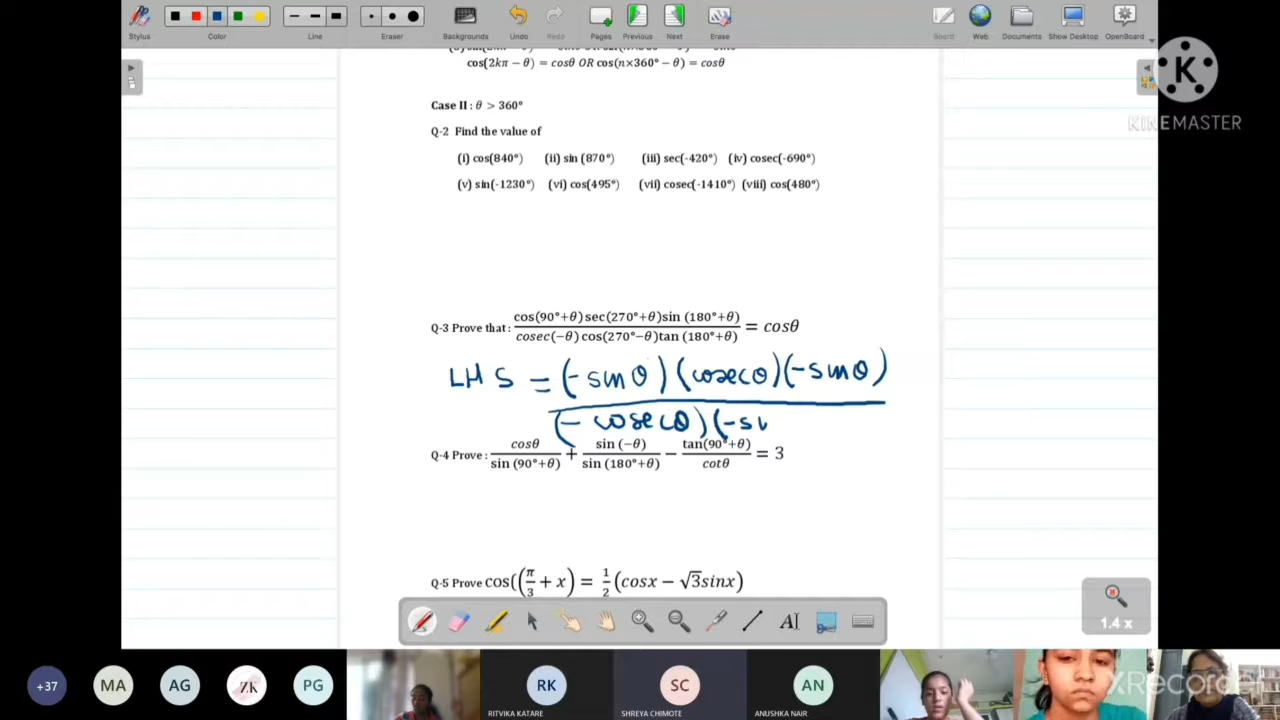 Stylus Color Line Eraser Backgrounds Undo Redo Pages Previous Next Erase Board Web Documents Show Desktop OpenBoard
cos(2kπ − θ) = cosθ OR cos(n×360° − θ) = cosθ
K
KINEMASTER
Case II : θ > 360°
Q-2 Find the value of
(i) cos(840°) (ii) sin (870°) (iii) sec(-420°) (iv) cosec(-690°)
(v) sin(-1230°) (vi) cos(495°) (vii) cosec(-1410°) (viii) cos(480°)
Q-3 Prove that : cos(90°+θ) sec(270°+θ)sin (180°+θ) / cosec(−θ) cos(270°−θ)tan (180°+θ) = cosθ
LHS = (- sinθ) (cosecθ)(-sinθ)
(- cosecθ)(-si
Q-4 Prove : cosθ / sin (90°+θ) + sin (−θ) / sin (180°+θ) − tan(90°+θ) / cotθ = 3
Q-5 Prove cos((π/3 + x) = 1/2 (cosx − √3sinx)
1.4 x
+37 MA AG ZK PG RK SC AN
RITVIKA KATARE SHREYA CHIMOTE ANUSHKA NAIR
XRecorder